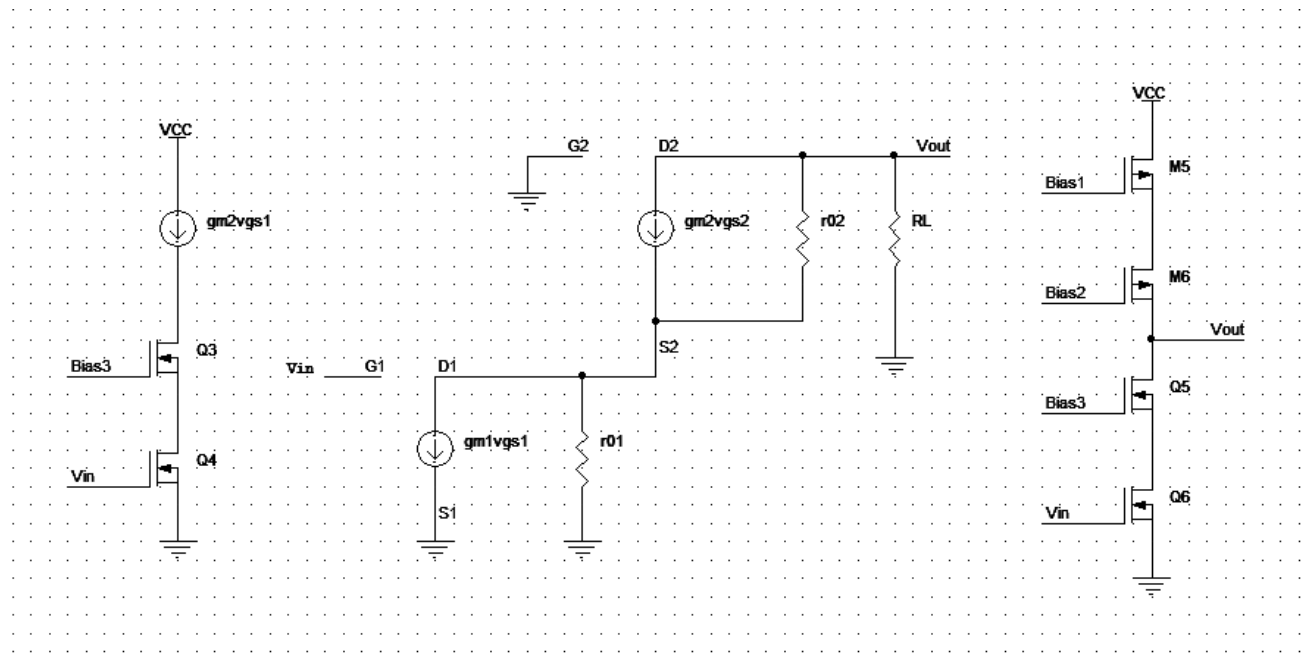 VCC
gm2vgs1
Q3
Bias3
Q4
Vin
G2
D2
Vout
gm2vgs2
r02
RL
S2
Vin
G1
D1
gm1vgs1
r01
S1
VCC
M5
Bias1
M6
Bias2
Vout
Q5
Bias3
Q6
Vin